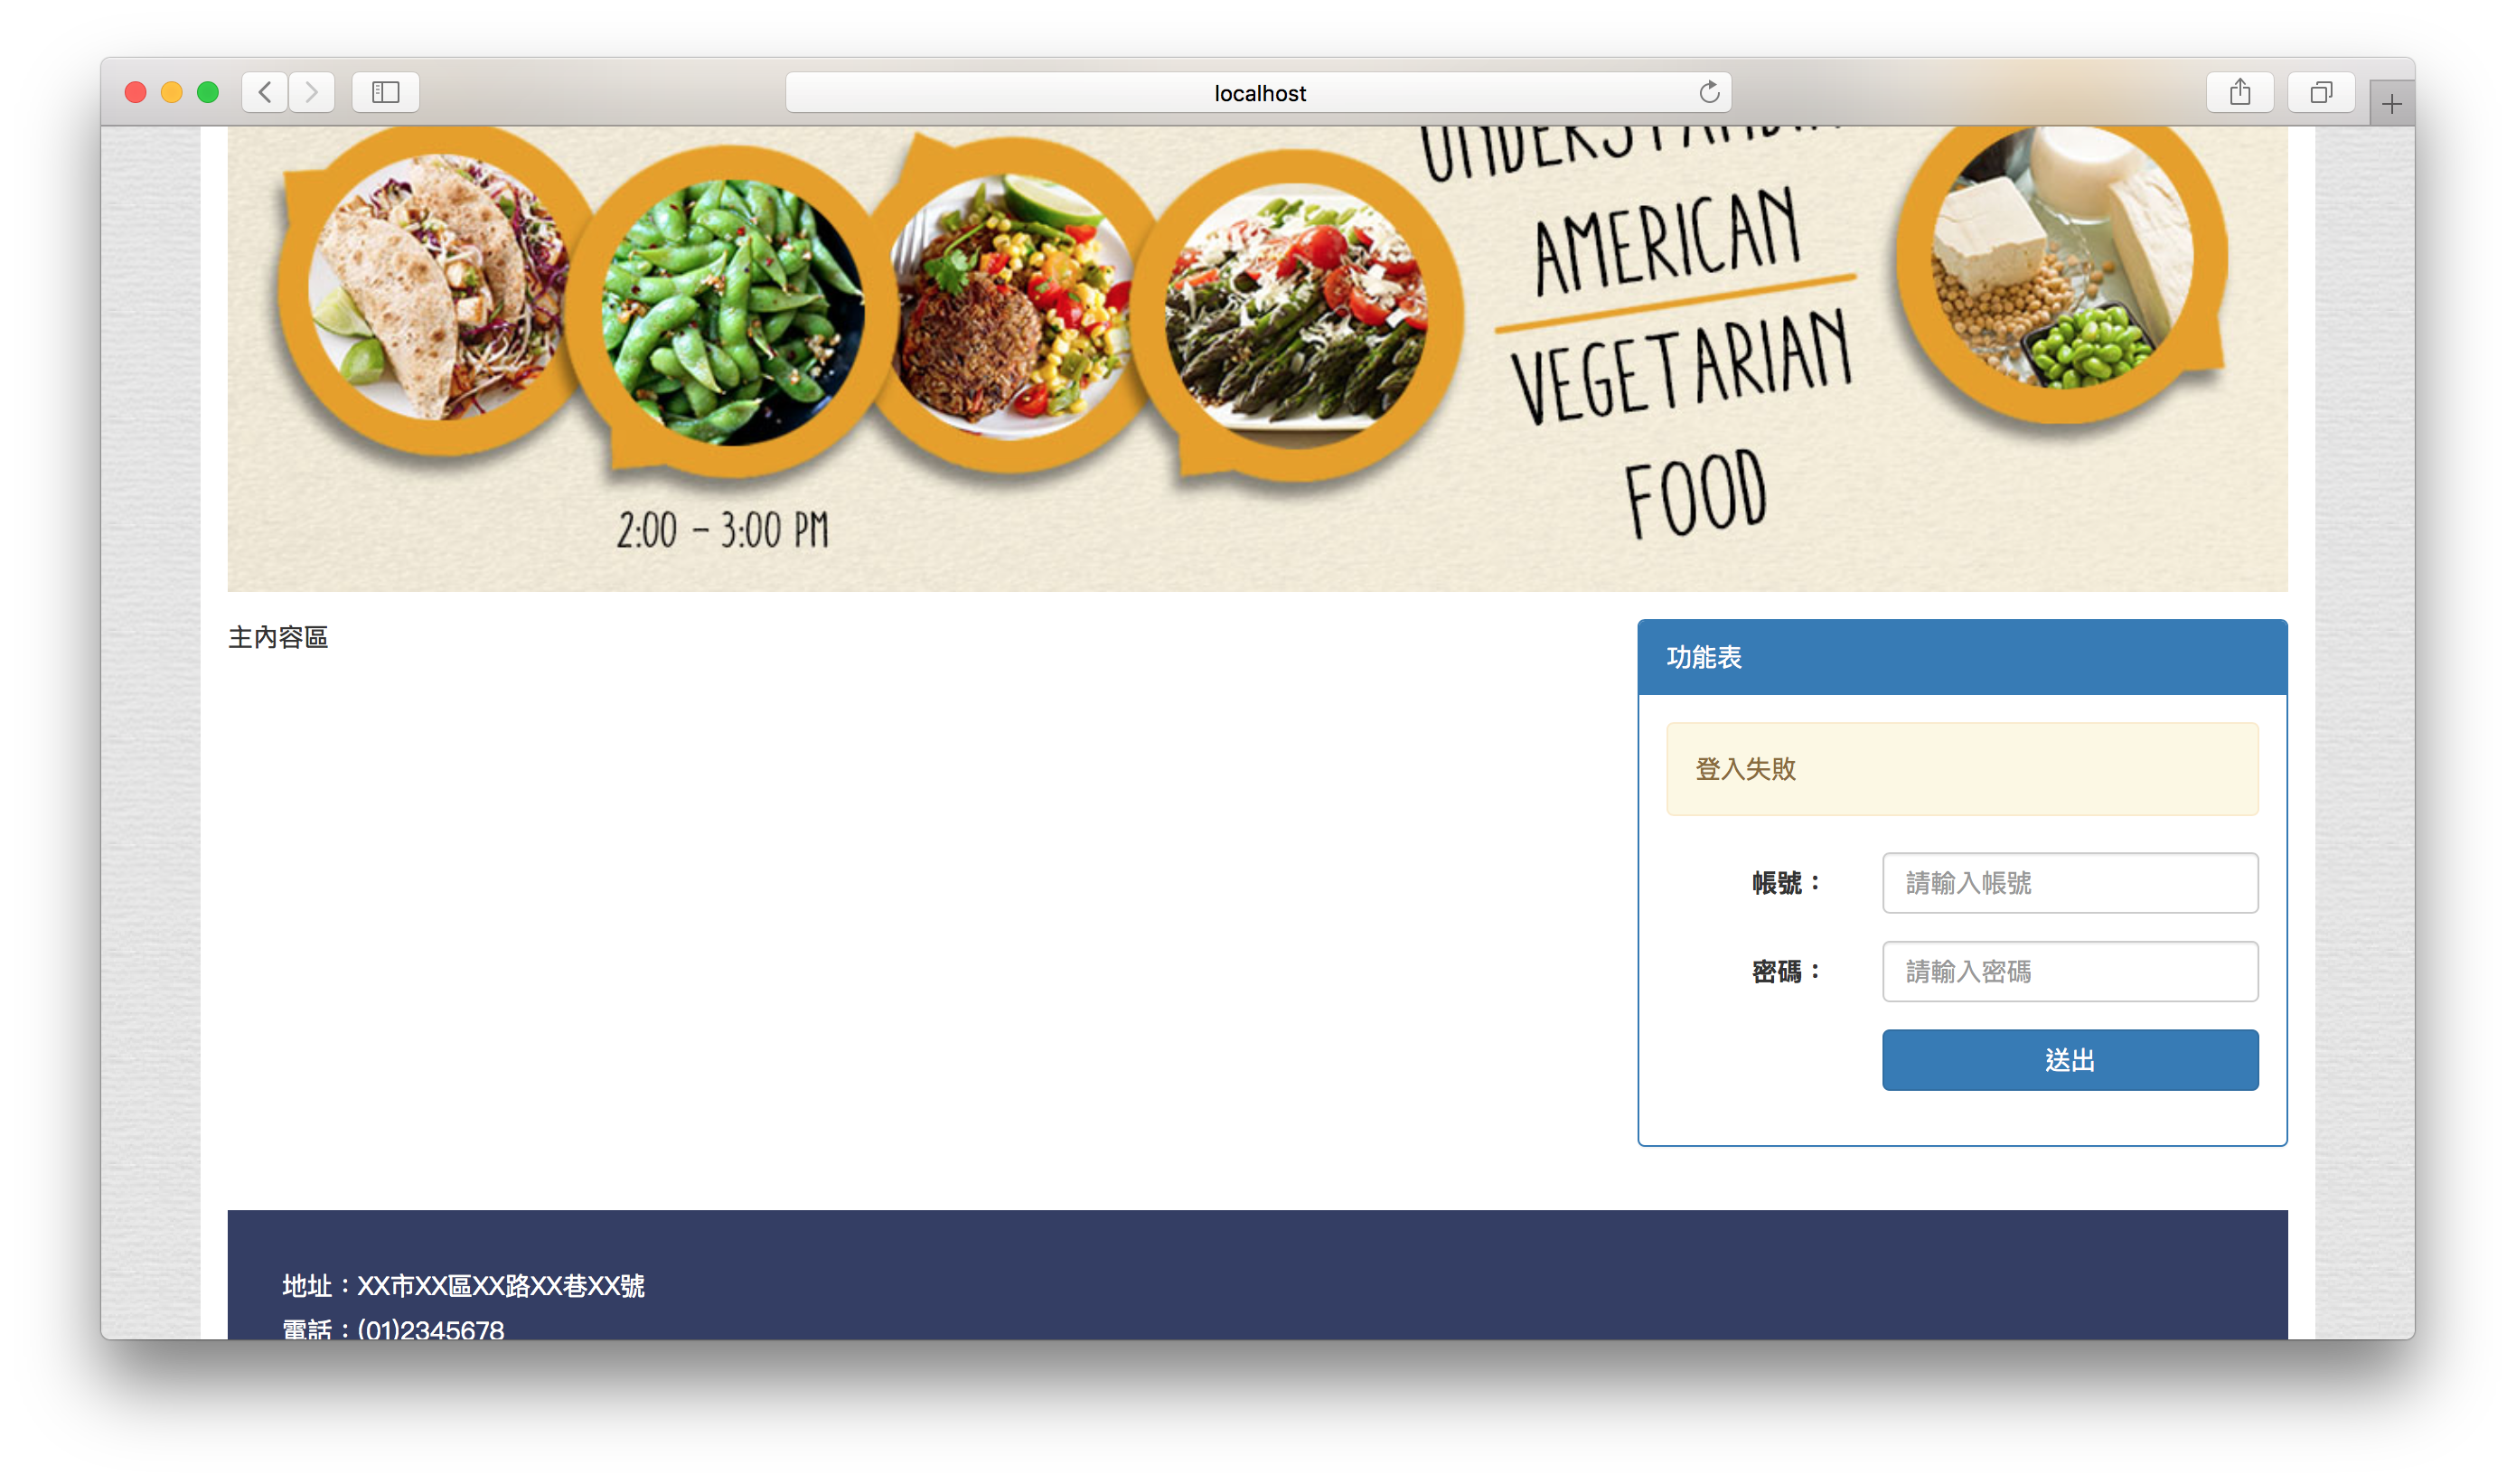 localhost
AMERICAN
VEGETARIAN
FOOD
2:00 – 3:00 PM
主內容區
功能表
登入失敗
帳號：
請輸入帳號
密碼：
請輸入密碼
送出
地址：XX市XX區XX路XX巷XX號
電話：(01)2345678